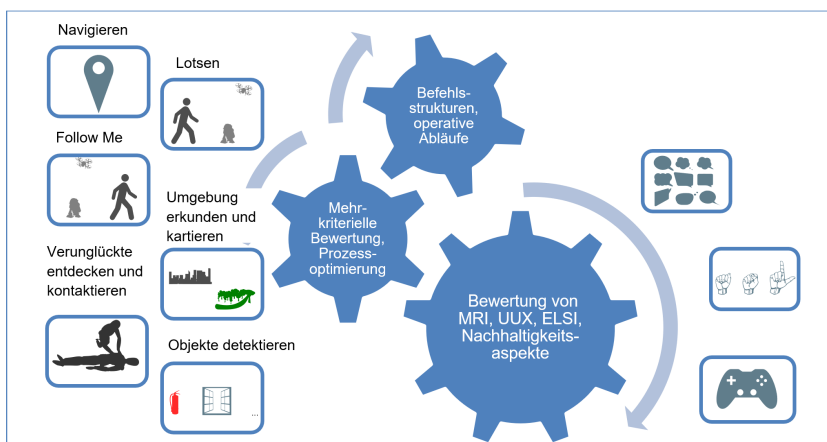 Navigieren
Lotsen
Follow Me
Umgebung
erkunden und
kartieren
Verunglückte
entdecken und
kontaktieren
Objekte detektieren
...
Befehls-
strukturen,
operative
Abläufe
Mehr-
kriterielle
Bewertung,
Prozess-
optimierung
Bewertung von
MRI, UUX, ELSI,
Nachhaltigkeits-
aspekte